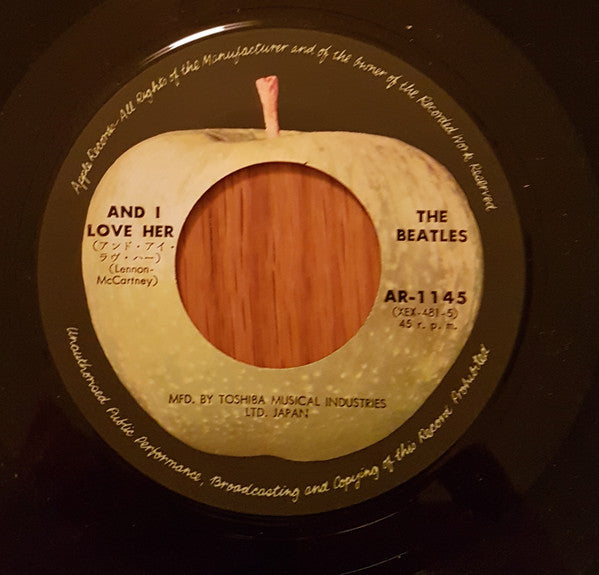 Apple Records-All Rights of the Manufacturer and of the Owner of the Recorded Work Reserved
AND I
LOVE HER
(アンド・アイ・
ラヴ・ハー)
(Lennon-
McCartney)
THE
BEATLES
AR-1145
(XEX-481-5)
45 r. p. m.
MFD. BY TOSHIBA MUSICAL INDUSTRIES
LTD. JAPAN
Unauthorised Public Performance, Broadcasting and Copying of this Record Prohibited